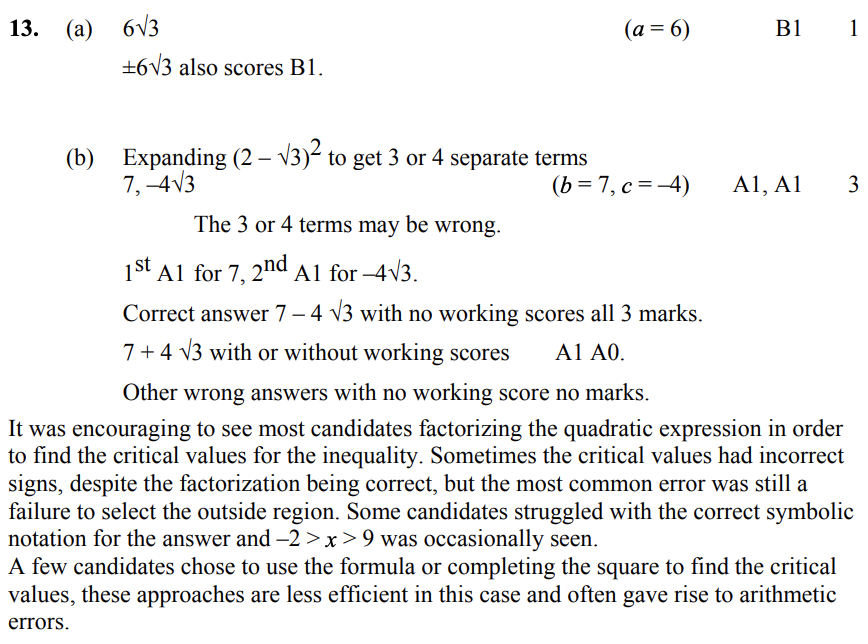 13. (a) 6√3 (a = 6) B1 1
±6√3 also scores B1.
(b) Expanding (2 – √3)² to get 3 or 4 separate terms
7, –4√3 (b = 7, c = –4) A1, A1 3
The 3 or 4 terms may be wrong.
1st A1 for 7, 2nd A1 for –4√3.
Correct answer 7 – 4 √3 with no working scores all 3 marks.
7 + 4 √3 with or without working scores A1 A0.
Other wrong answers with no working score no marks.
It was encouraging to see most candidates factorizing the quadratic expression in order
to find the critical values for the inequality. Sometimes the critical values had incorrect
signs, despite the factorization being correct, but the most common error was still a
failure to select the outside region. Some candidates struggled with the correct symbolic
notation for the answer and –2 > x > 9 was occasionally seen.
A few candidates chose to use the formula or completing the square to find the critical
values, these approaches are less efficient in this case and often gave rise to arithmetic
errors.